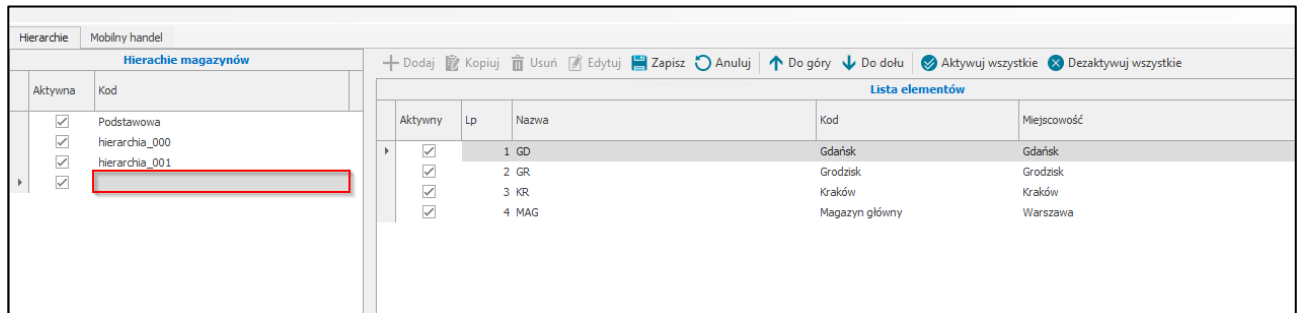 Hierarchie Mobilny handel
Hierachie magazynów
Dodaj Kopiuj Usuń Edytuj Zapisz Anuluj Do góry Do dołu Aktywuj wszystkie Dezaktywuj wszystkie
Lista elementów
Aktywna Kod
Aktywny Lp Nazwa Kod Miejscowość
Podstawowa
hierarchia_000
hierarchia_001
1 GD Gdańsk Gdańsk
2 GR Grodzisk Grodzisk
3 KR Kraków Kraków
4 MAG Magazyn główny Warszawa